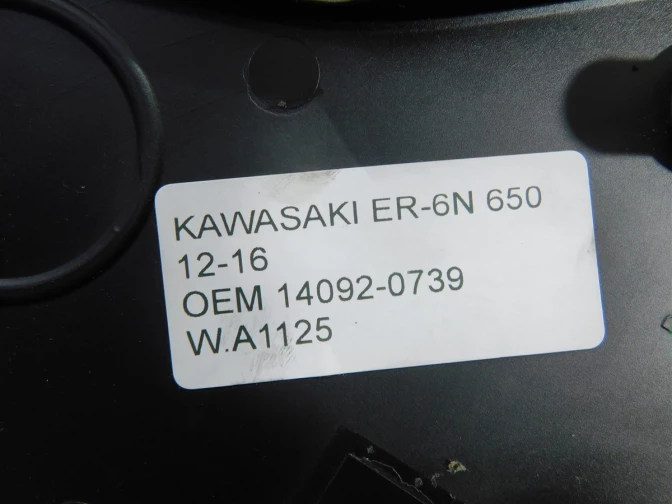 KAWASAKI ER-6N 650
12-16
OEM 14092-0739
W.A1125